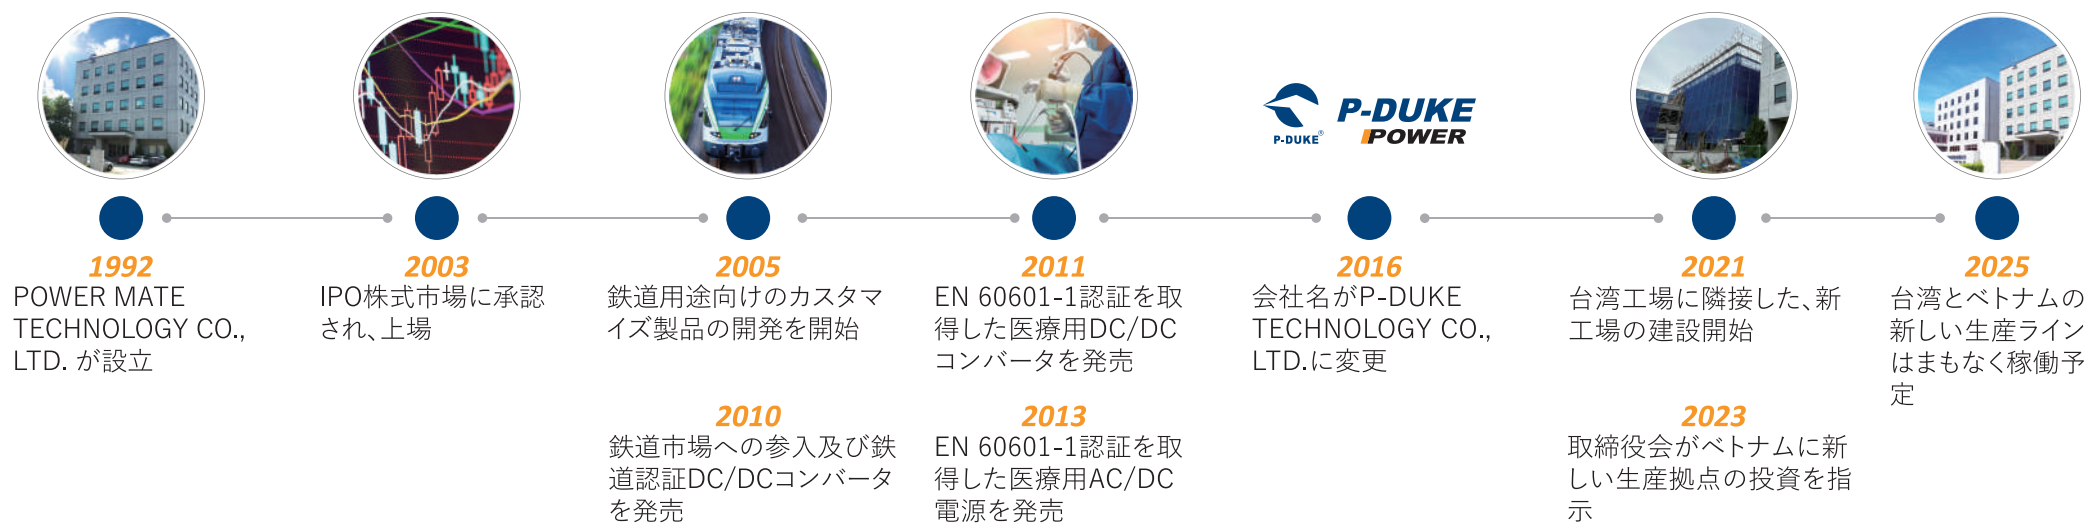 P-DUKE®
P-DUKE
POWER
1992
POWER MATE
TECHNOLOGY CO.,
LTD. が設立
2003
IPO株式市場に承認
され、上場
2005
鉄道用途向けのカスタマ
イズ製品の開発を開始
2010
鉄道市場への参入及び鉄
道認証DC/DCコンバータ
を発売
2011
EN 60601-1認証を取
得した医療用DC/DC
コンバータを発売
2013
EN 60601-1認証を取
得した医療用AC/DC
電源を発売
2016
会社名がP-DUKE
TECHNOLOGY CO.,
LTD.に変更
2021
台湾工場に隣接した、新
工場の建設開始
2023
取締役会がベトナムに新
しい生産拠点の投資を指
示
2025
台湾とベトナムの
新しい生産ライン
はまもなく稼働予
定